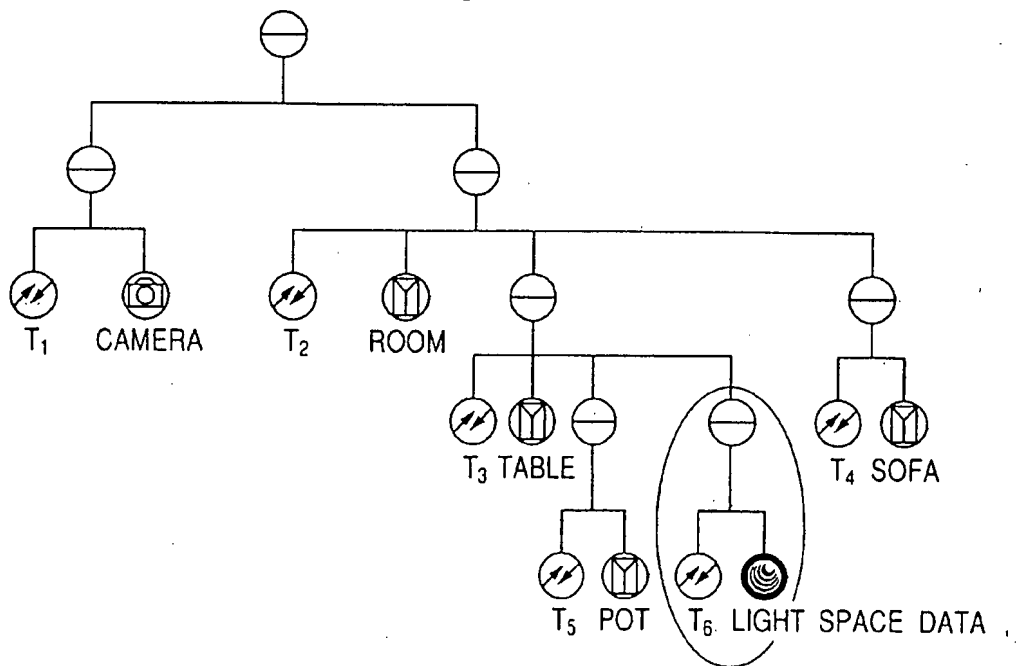 T₁ CAMERA T₂ ROOM
T₃ TABLE T₄ SOFA
T₅ POT T₆ LIGHT SPACE DATA